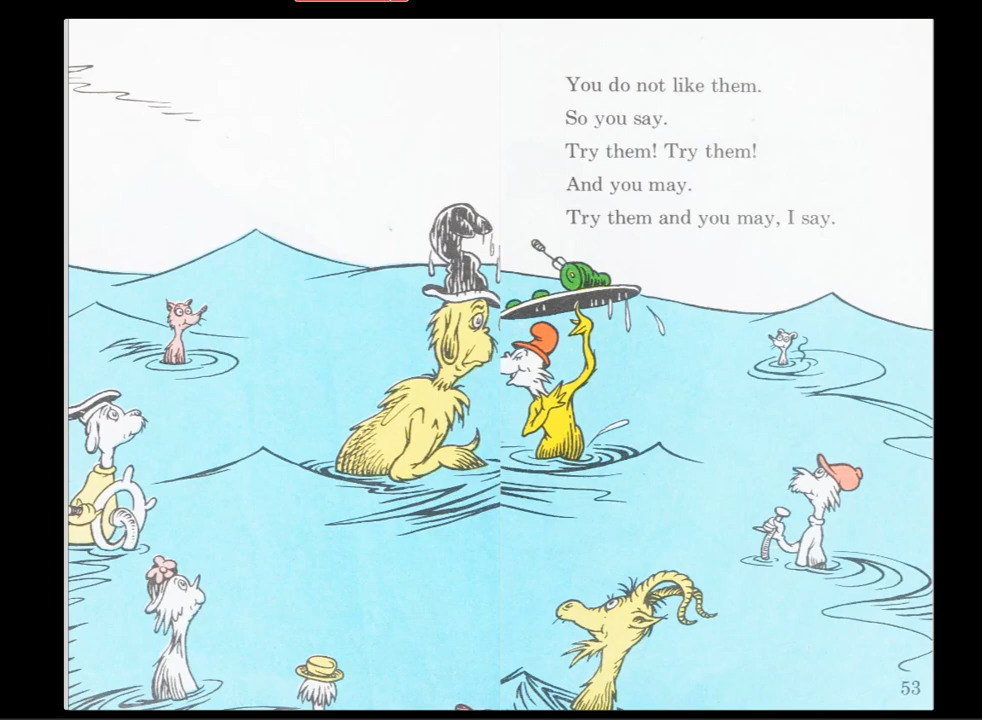 You do not like them.
So you say.
Try them! Try them!
And you may.
Try them and you may, I say.
53